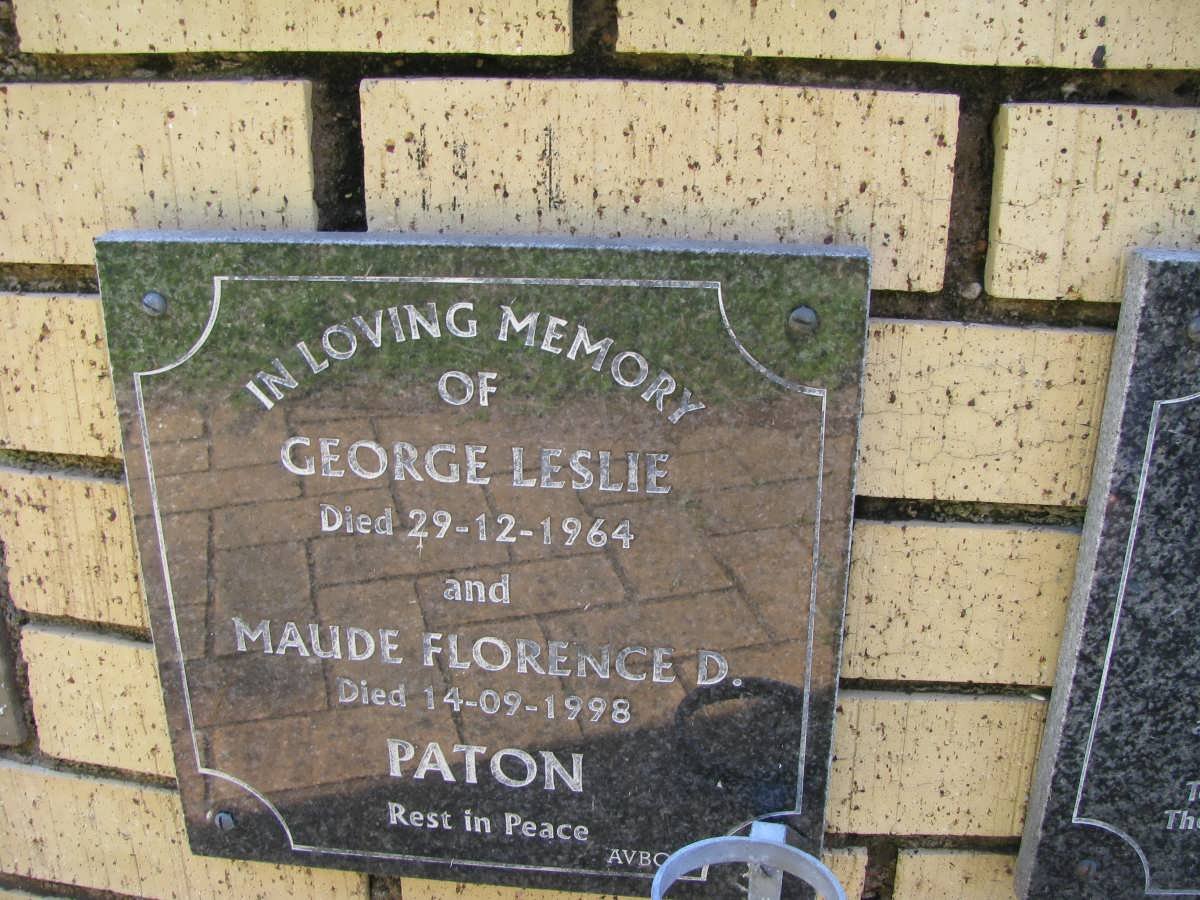 IN LOVING MEMORY
OF
GEORGE LESLIE
Died 29-12-1964
and
MAUDE FLORENCE D.
Died 14-09-1998
PATON
Rest in Peace